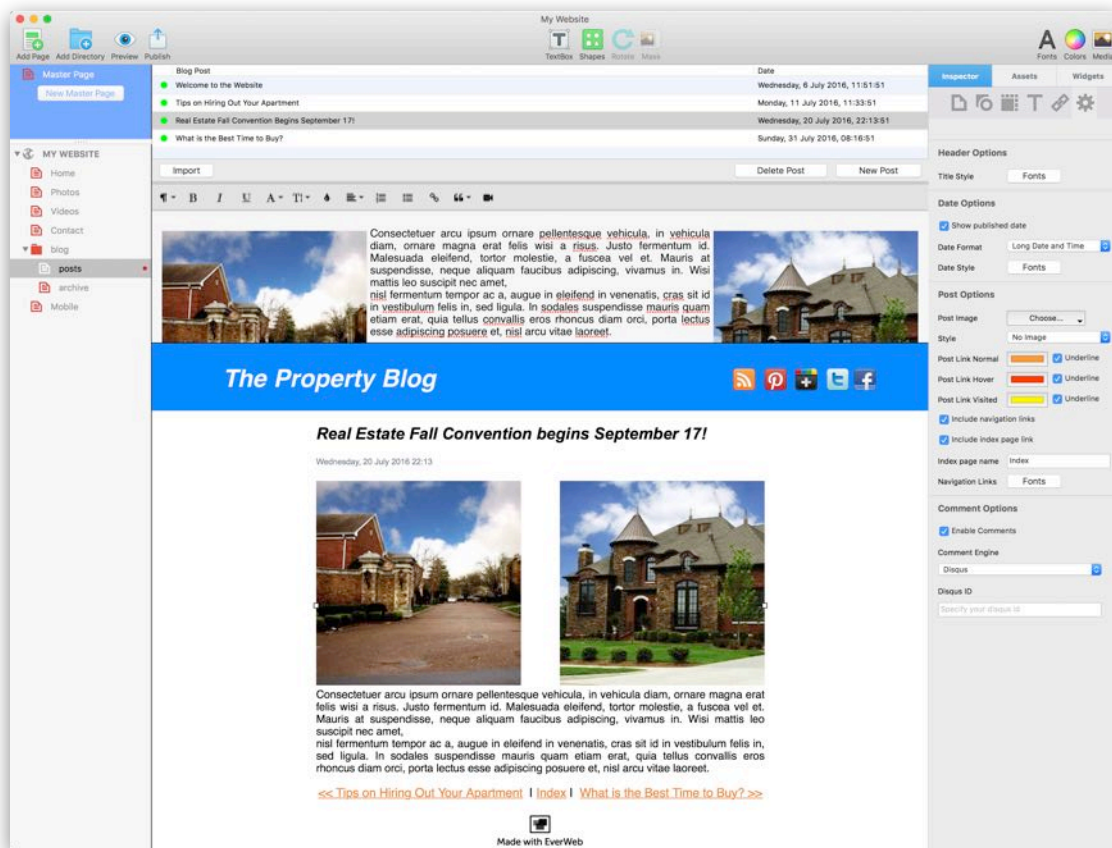 My Website
Add Page Add Directory Preview Publish
TextBox Shapes Rotate Mask
Fonts Colors Media
Master Page
New Master Page
MY WEBSITE
Home
Photos
Videos
Contact
blog
posts
archive
Mobile
Blog Post Date
Welcome to the Website Wednesday, 6 July 2016, 11:51:51
Tips on Hiring Out Your Apartment Monday, 11 July 2016, 11:33:51
Real Estate Fall Convention Begins September 17! Wednesday, 20 July 2016, 22:13:51
What is the Best Time to Buy? Sunday, 31 July 2016, 08:16:51
Import Delete Post New Post
Consectetuer arcu ipsum ornare pellentesque vehicula, in vehicula
diam, ornare magna erat felis wisi a risus. Justo fermentum id.
Malesuada eleifend, tortor molestie, a fuscea vel et. Mauris at
suspendisse, neque aliquam faucibus adipiscing, vivamus in. Wisi
mattis leo suscipit nec amet,
nisl fermentum tempor ac a, augue in eleifend in venenatis, cras sit id
in vestibulum felis in, sed ligula. In sodales suspendisse mauris quam
etiam erat, quia tellus convallis eros rhoncus diam orci, porta lectus
esse adipiscing posuere et, nisl arcu vitae laoreet.
The Property Blog
Real Estate Fall Convention begins September 17!
Wednesday, 20 July 2016 22:13
Consectetuer arcu ipsum ornare pellentesque vehicula, in vehicula diam, ornare magna erat
felis wisi a risus. Justo fermentum id. Malesuada eleifend, tortor molestie, a fuscea vel et.
Mauris at suspendisse, neque aliquam faucibus adipiscing, vivamus in. Wisi mattis leo
suscipit nec amet,
nisl fermentum tempor ac a, augue in eleifend in venenatis, cras sit id in vestibulum felis in,
sed ligula. In sodales suspendisse mauris quam etiam erat, quia tellus convallis eros
rhoncus diam orci, porta lectus esse adipiscing posuere et, nisl arcu vitae laoreet.
<< Tips on Hiring Out Your Apartment | Index | What is the Best Time to Buy? >>
Made with EverWeb
Inspector Assets Widgets
Header Options
Title Style Fonts
Date Options
Show published date
Date Format Long Date and Time
Date Style Fonts
Post Options
Post Image Choose...
Style No Image
Post Link Normal Underline
Post Link Hover Underline
Post Link Visited Underline
Include navigation links
Include index page link
Index page name Index
Navigation Links Fonts
Comment Options
Enable Comments
Comment Engine
Disqus
Disqus ID
Specify your disqus id